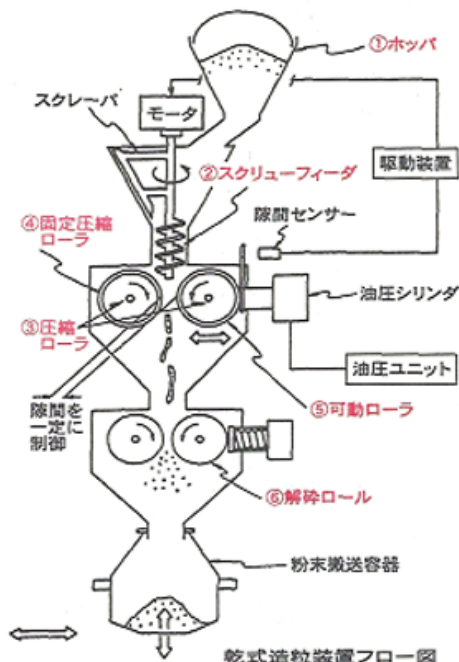 ①ホッパ
スクレーパ
モータ
駆動装置
②スクリューフィーダ
④固定圧縮
ローラ
隙間センサー
油圧シリンダ
③圧縮
ローラ
油圧ユニット
隙間を
一定に
制御
⑤可動ローラ
⑥解砕ロール
粉末搬送容器
乾式造粒装置フロー図